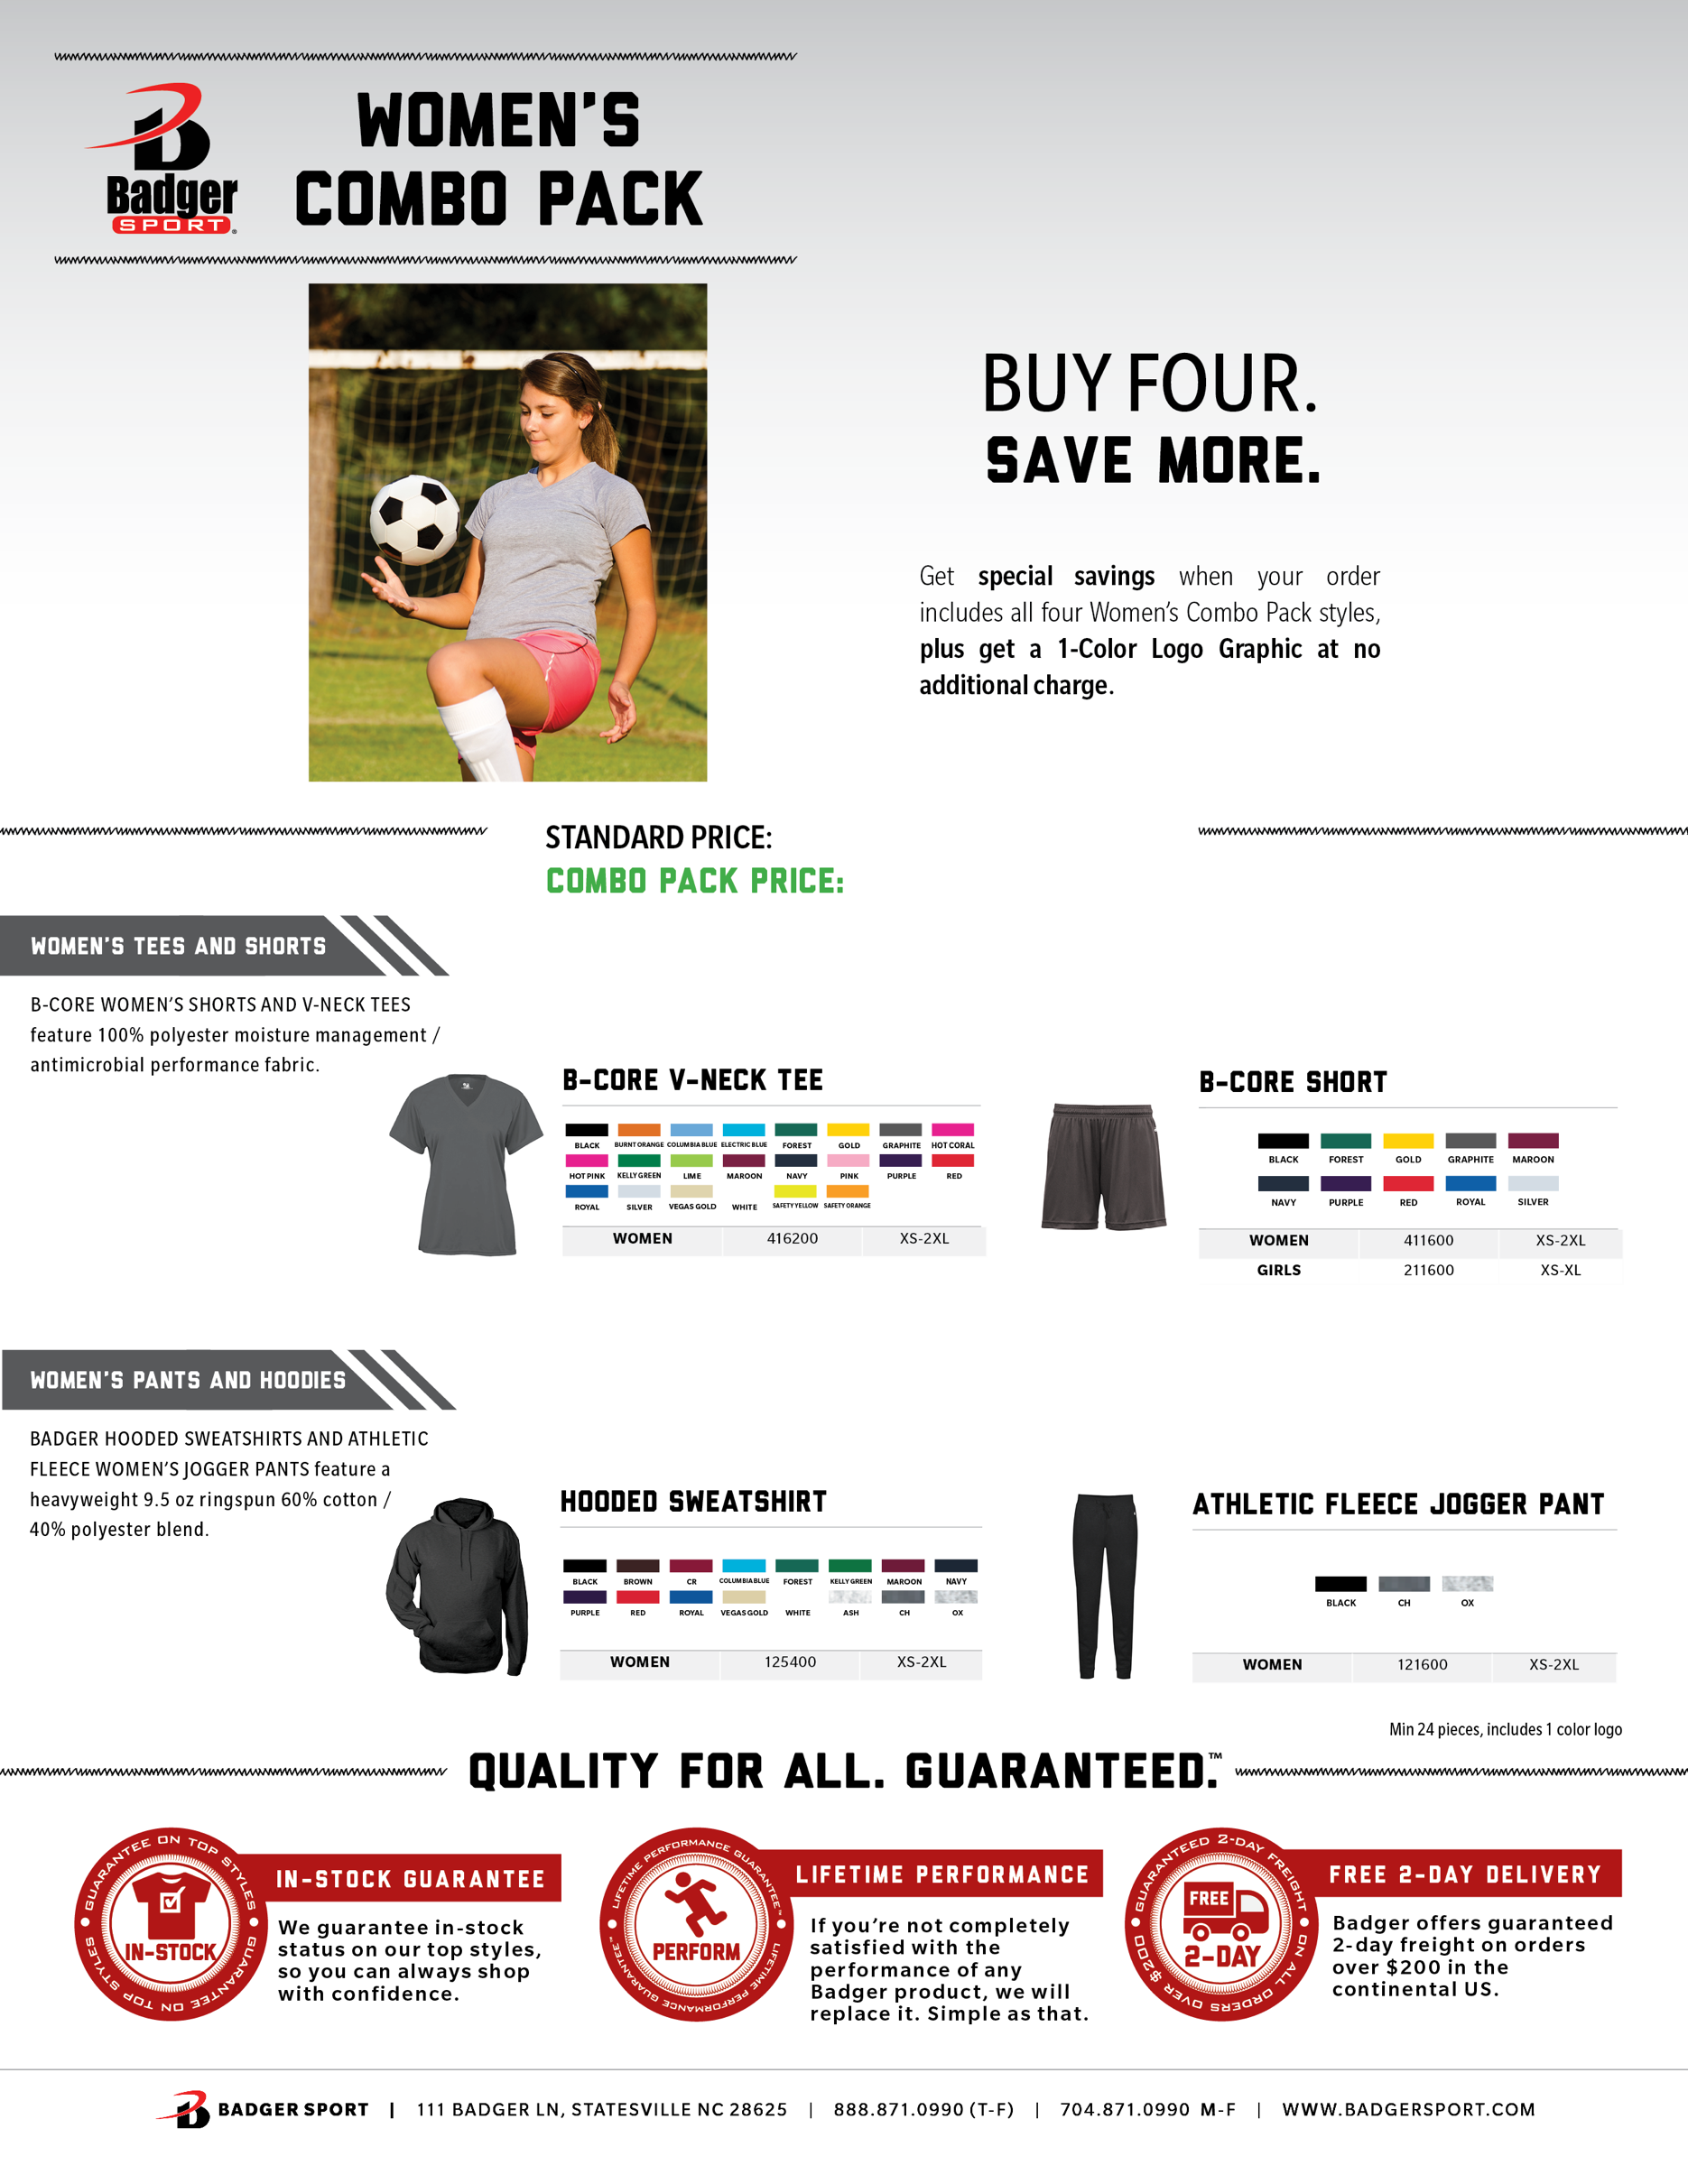 WOMEN'S
COMBO PACK
Badger
SPORT®
BUY FOUR.
SAVE MORE.
Get special savings when your order
includes all four Women's Combo Pack styles,
plus get a 1-Color Logo Graphic at no
additional charge.
STANDARD PRICE:
COMBO PACK PRICE:
WOMEN'S TEES AND SHORTS
B-CORE WOMEN'S SHORTS AND V-NECK TEES
feature 100% polyester moisture management /
antimicrobial performance fabric.
B-CORE V-NECK TEE
BLACK BURNT ORANGE COLUMBIA BLUE ELECTRIC BLUE FOREST GOLD GRAPHITE HOT CORAL
HOT PINK KELLY GREEN LIME MAROON NAVY PINK PURPLE RED
ROYAL SILVER VEGAS GOLD WHITE SAFETY YELLOW SAFETY ORANGE
WOMEN 416200 XS-2XL
B-CORE SHORT
BLACK FOREST GOLD GRAPHITE MAROON
NAVY PURPLE RED ROYAL SILVER
WOMEN 411600 XS-2XL
GIRLS 211600 XS-XL
WOMEN'S PANTS AND HOODIES
BADGER HOODED SWEATSHIRTS AND ATHLETIC
FLEECE WOMEN'S JOGGER PANTS feature a
heavyweight 9.5 oz ringspun 60% cotton /
40% polyester blend.
HOODED SWEATSHIRT
BLACK BROWN CR COLUMBIA BLUE FOREST KELLY GREEN MAROON NAVY
PURPLE RED ROYAL VEGAS GOLD WHITE ASH CH OX
WOMEN 125400 XS-2XL
ATHLETIC FLEECE JOGGER PANT
BLACK CH OX
WOMEN 121600 XS-2XL
Min 24 pieces, includes 1 color logo
QUALITY FOR ALL. GUARANTEED.™
GUARANTEE ON TOP STYLES
GUARANTEE ON TOP STYLES
IN-STOCK
IN-STOCK GUARANTEE
We guarantee in-stock
status on our top styles,
so you can always shop
with confidence.
LIFETIME PERFORMANCE GUARANTEE™
LIFETIME PERFORMANCE GUARANTEE™
PERFORM
LIFETIME PERFORMANCE
If you're not completely
satisfied with the
performance of any
Badger product, we will
replace it. Simple as that.
GUARANTEED 2-DAY FREIGHT
ON ALL ORDERS OVER $200
FREE
2-DAY
FREE 2-DAY DELIVERY
Badger offers guaranteed
2-day freight on orders
over $200 in the
continental US.
BADGER SPORT | 111 BADGER LN, STATESVILLE NC 28625 | 888.871.0990 (T-F) | 704.871.0990 M-F | WWW.BADGERSPORT.COM